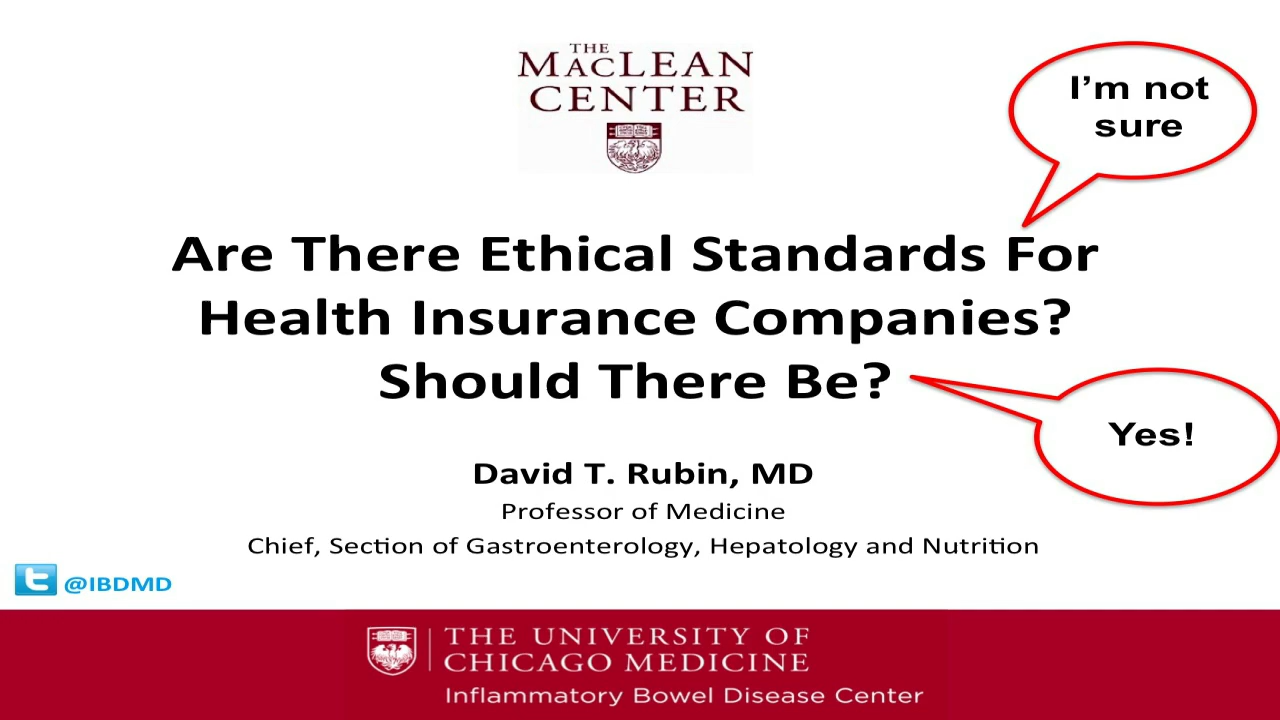 THE
MACLEAN
CENTER
I'm not
sure
Are There Ethical Standards For
Health Insurance Companies?
Should There Be?
Yes!
David T. Rubin, MD
Professor of Medicine
Chief, Section of Gastroenterology, Hepatology and Nutrition
@IBDMD
THE UNIVERSITY OF
CHICAGO MEDICINE
Inflammatory Bowel Disease Center